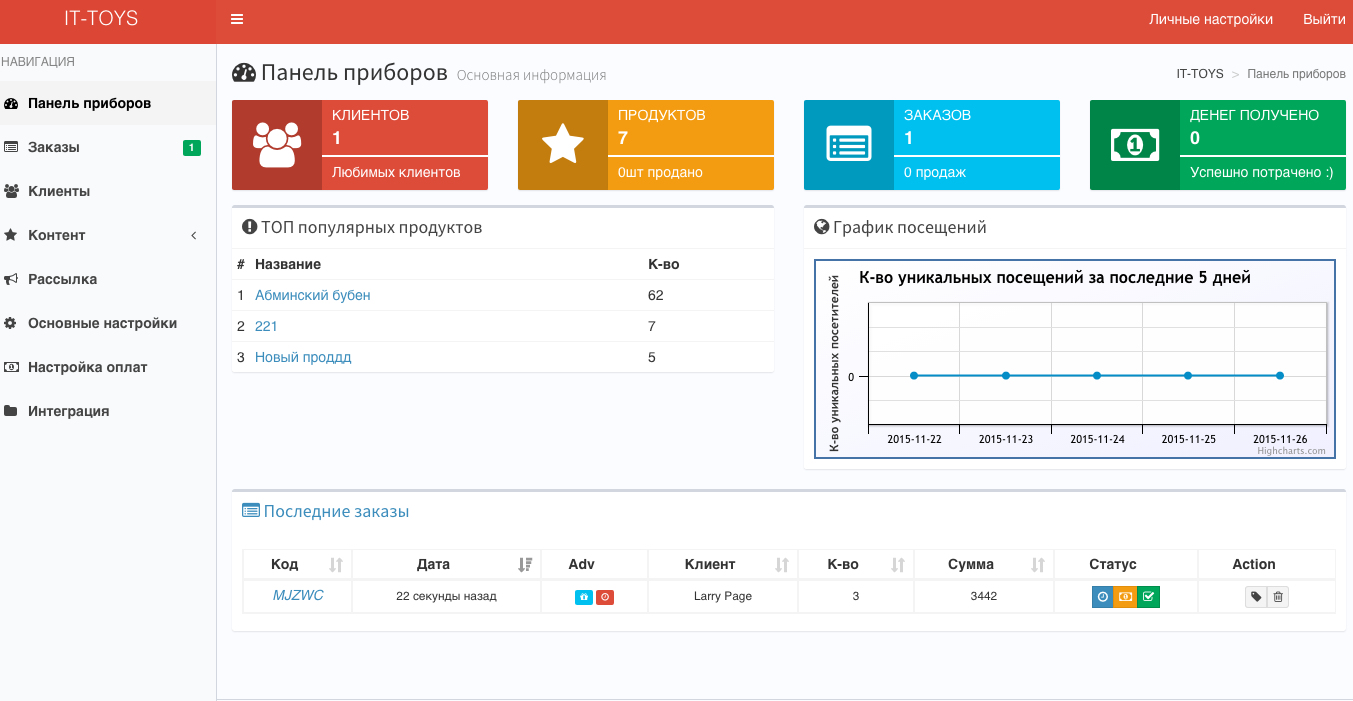 IT-TOYS
Личные настройки Выйти
НАВИГАЦИЯ
Панель приборов
Заказы 1
Клиенты
Контент
Рассылка
Основные настройки
Настройка оплат
Интеграция
Панель приборов Основная информация
IT-TOYS > Панель приборов
КЛИЕНТОВ
1
Любимых клиентов
ПРОДУКТОВ
7
0шт продано
ЗАКАЗОВ
1
0 продаж
ДЕНЕГ ПОЛУЧЕНО
0
Успешно потрачено :)
ТОП популярных продуктов
# Название К-во
1 Абминский бубен 62
2 221 7
3 Новый проддд 5
График посещений
К-во уникальных посещений за последние 5 дней
К-во уникальных посетителей
0
2015-11-22 2015-11-23 2015-11-24 2015-11-25 2015-11-26
Highcharts.com
Последние заказы
Код Дата Adv Клиент К-во Сумма Статус Action
MJZWC 22 секунды назад Larry Page 3 3442